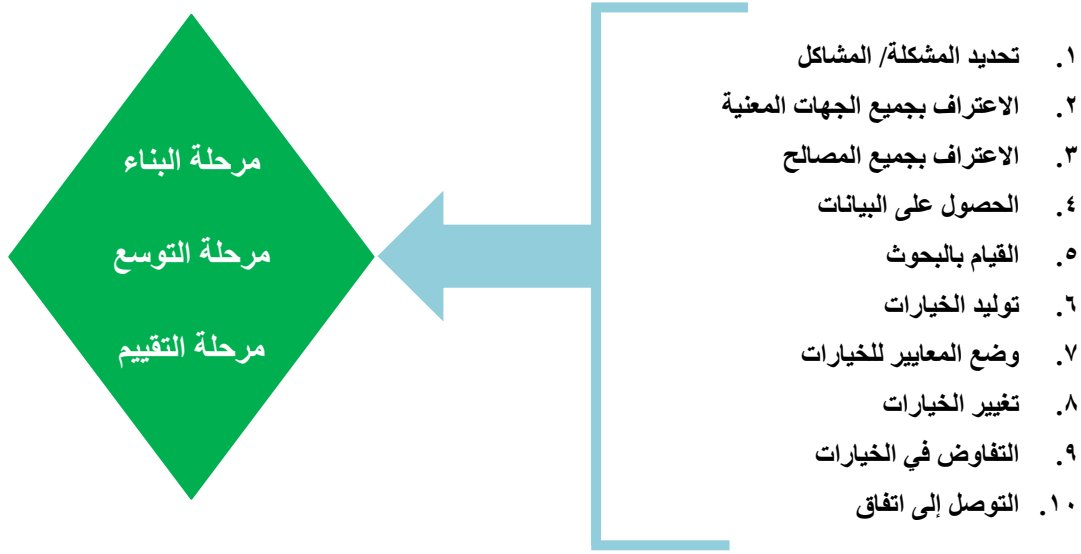 ١. تحديد المشكلة/ المشاكل
٢. الاعتراف بجميع الجهات المعنية
٣. الاعتراف بجميع المصالح
٤. الحصول على البيانات
٥. القيام بالبحوث
٦. توليد الخيارات
٧. وضع المعايير للخيارات
٨. تغيير الخيارات
٩. التفاوض في الخيارات
١٠. التوصل إلى اتفاق
مرحلة البناء
مرحلة التوسع
مرحلة التقييم